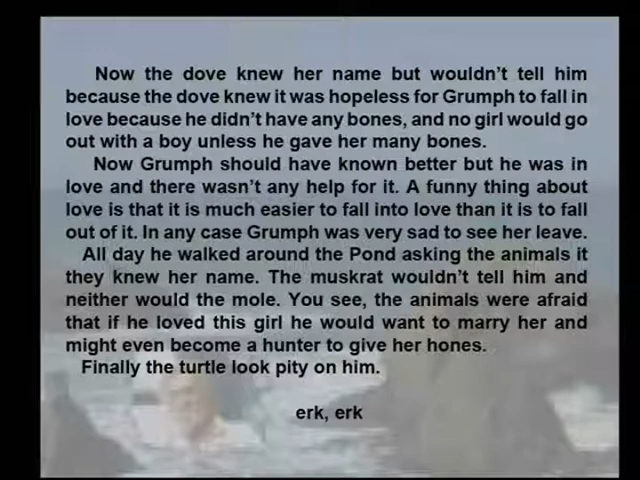 Now the dove knew her name but wouldn't tell him
because the dove knew it was hopeless for Grumph to fall in
love because he didn't have any bones, and no girl would go
out with a boy unless he gave her many bones.
Now Grumph should have known better but he was in
love and there wasn't any help for it. A funny thing about
love is that it is much easier to fall into love than it is to fall
out of it. In any case Grumph was very sad to see her leave.
All day he walked around the Pond asking the animals it
they knew her name. The muskrat wouldn't tell him and
neither would the mole. You see, the animals were afraid
that if he loved this girl he would want to marry her and
might even become a hunter to give her hones.
Finally the turtle look pity on him.
erk, erk